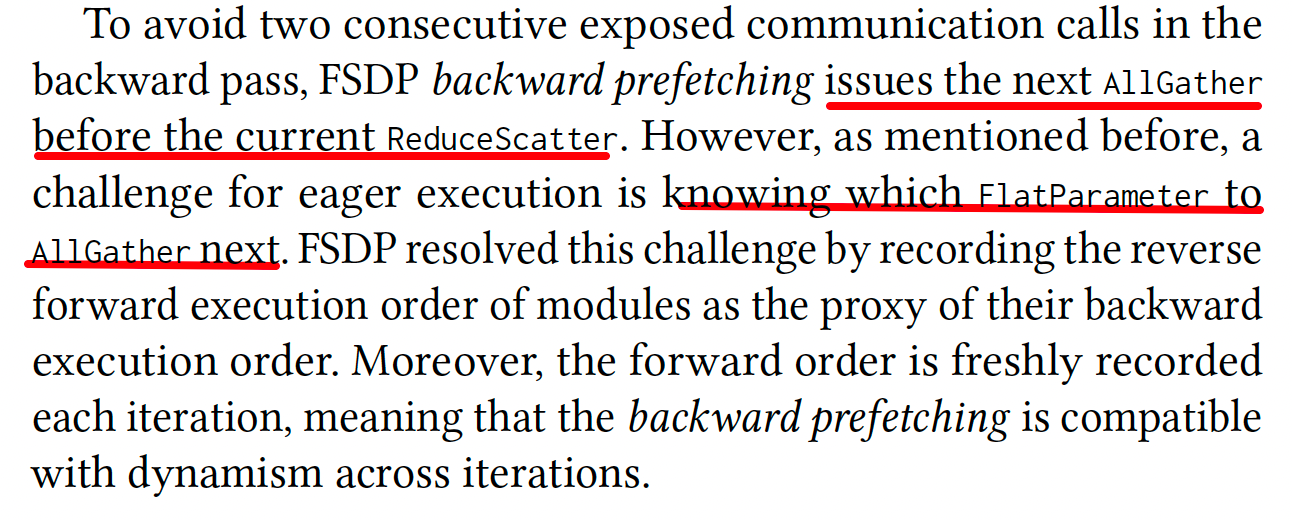 To avoid two consecutive exposed communication calls in the
backward pass, FSDP backward prefetching issues the next AllGather
before the current ReduceScatter. However, as mentioned before, a
challenge for eager execution is knowing which FlatParameter to
AllGather next. FSDP resolved this challenge by recording the reverse
forward execution order of modules as the proxy of their backward
execution order. Moreover, the forward order is freshly recorded
each iteration, meaning that the backward prefetching is compatible
with dynamism across iterations.